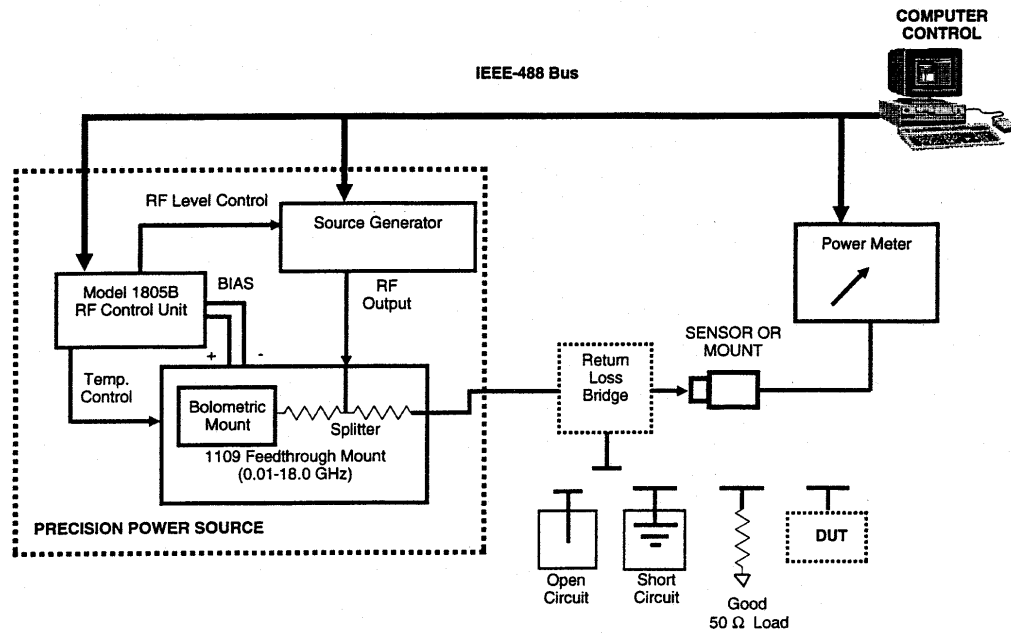 COMPUTER
CONTROL
IEEE-488 Bus
RF Level Control
Source Generator
Power Meter
Model 1805B
RF Control Unit
BIAS
RF
Output
+ -
SENSOR OR
MOUNT
Return
Loss
Bridge
Temp.
Control
Bolometric
Mount
Splitter
1109 Feedthrough Mount
(0.01-18.0 GHz)
PRECISION POWER SOURCE
DUT
Open
Circuit
Short
Circuit
Good
50 Ω Load